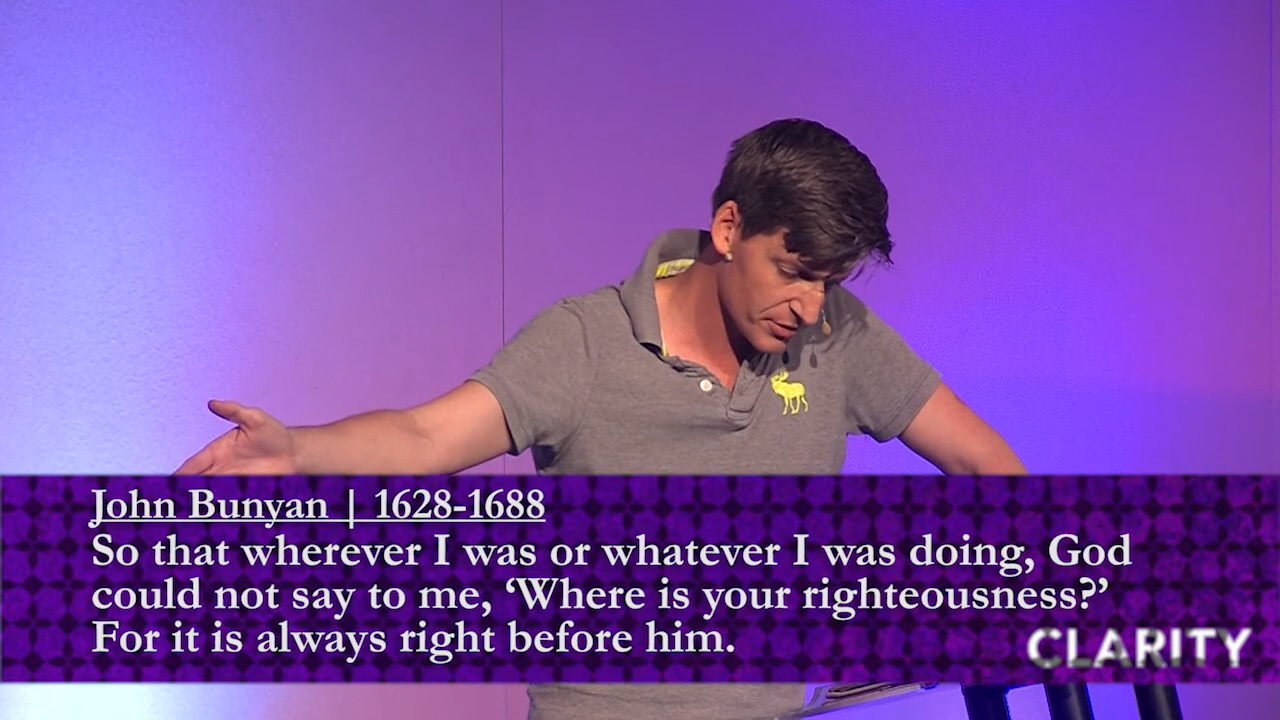 John Bunyan | 1628-1688
So that wherever I was or whatever I was doing, God
could not say to me, ‘Where is your righteousness?’
For it is always right before him.
CLARITY